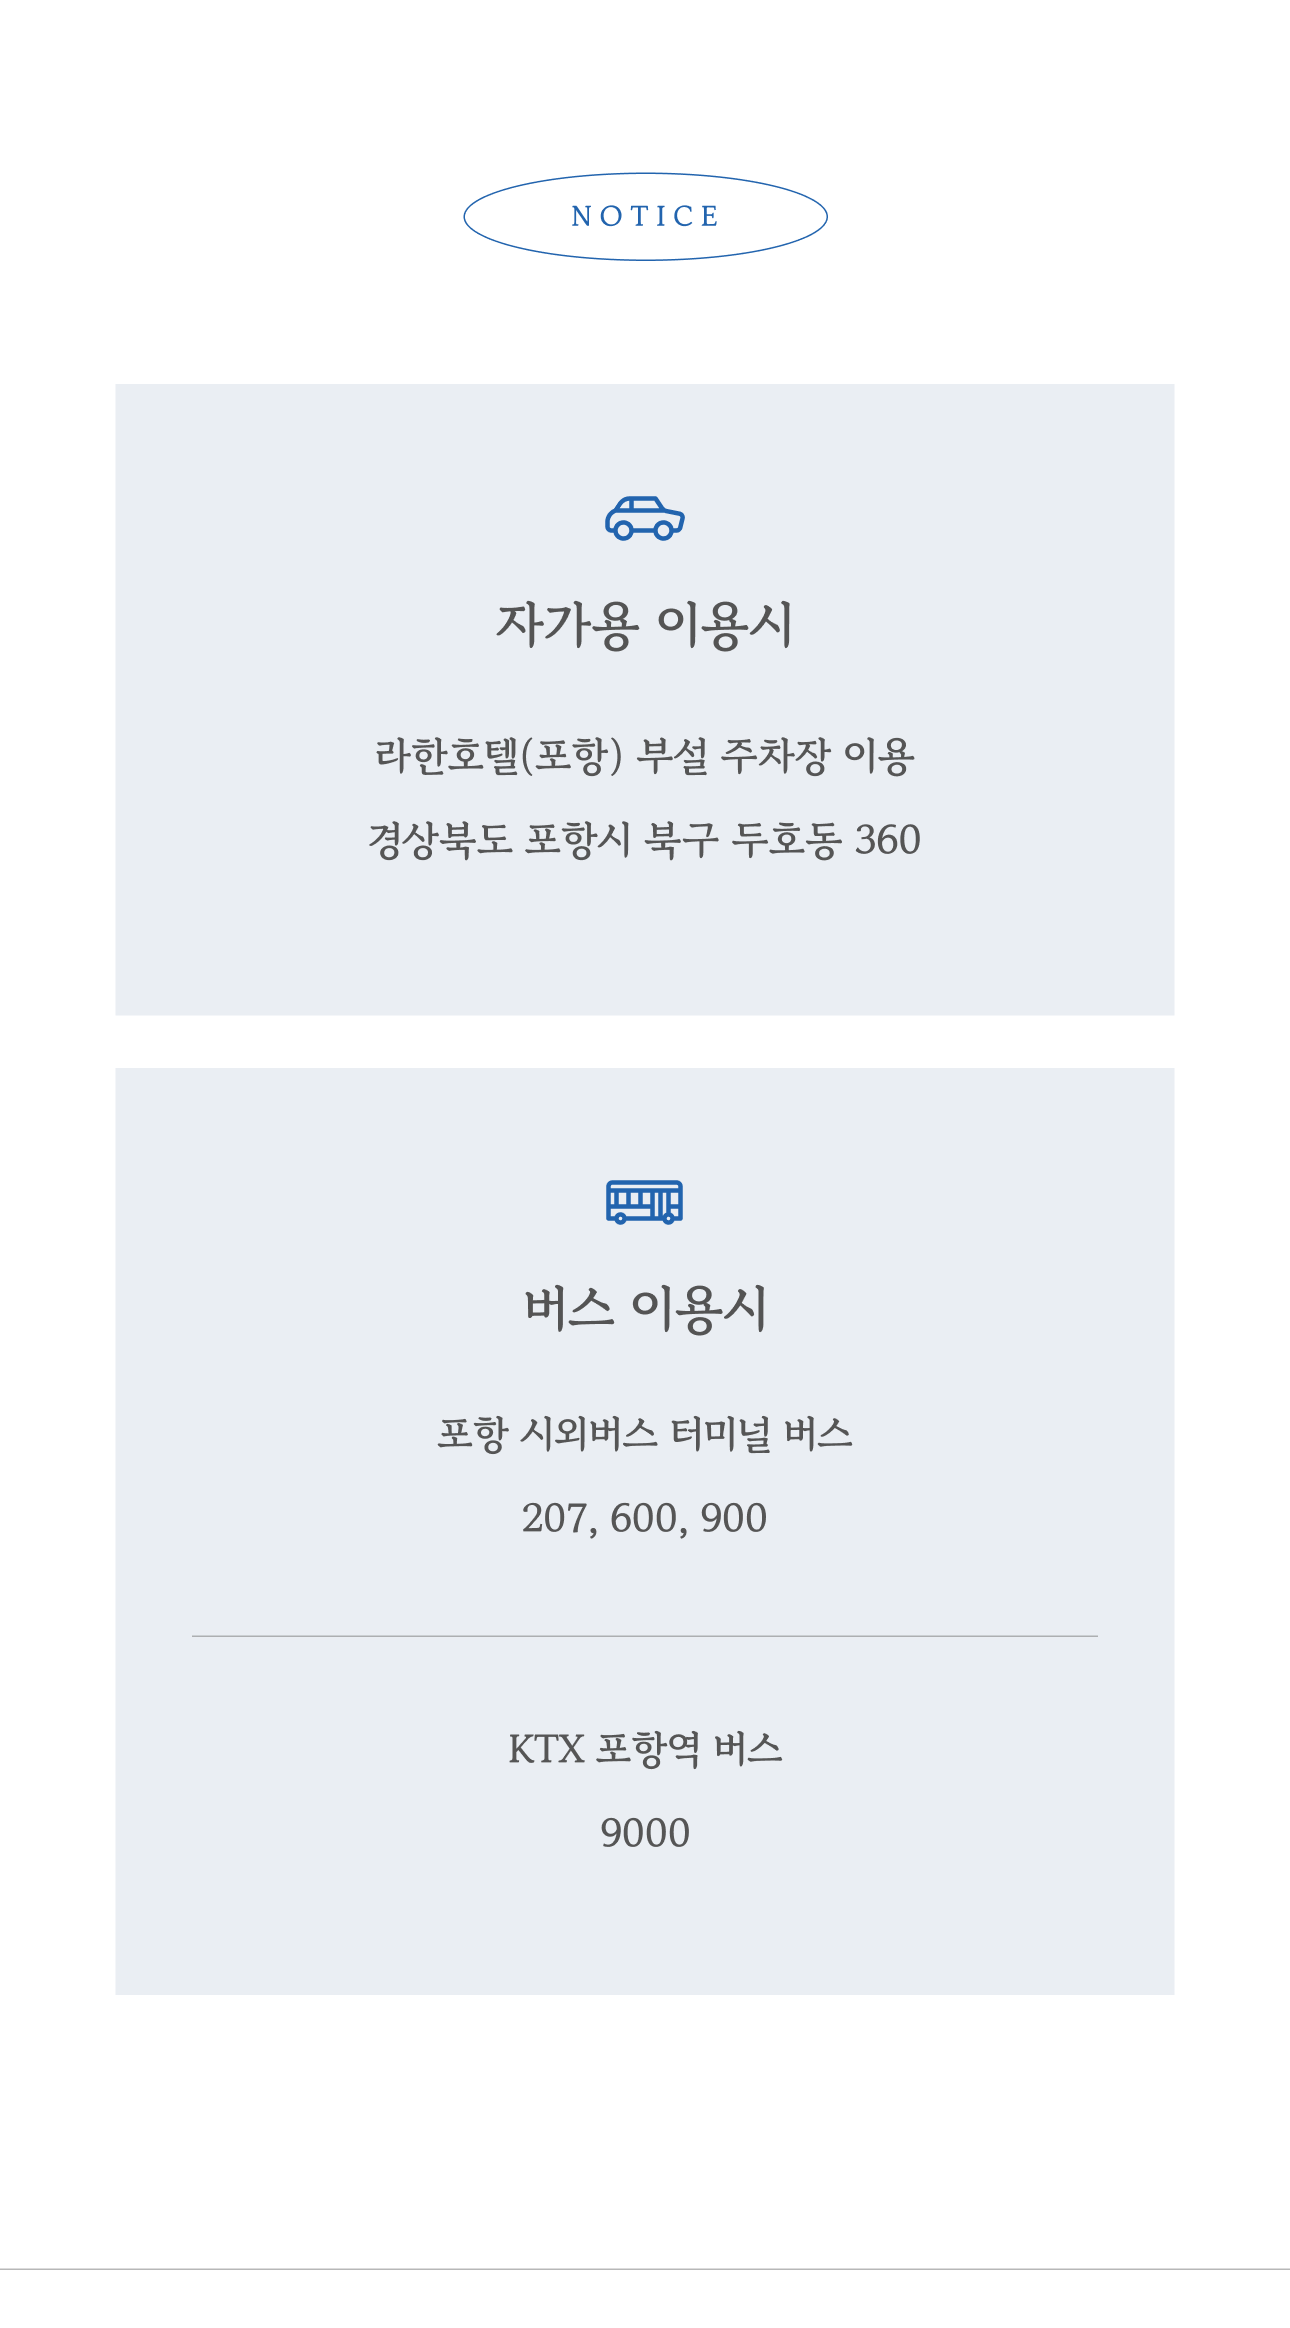 NOTICE
자가용 이용시
라한호텔(포항) 부설 주차장 이용
경상북도 포항시 북구 두호동 360
버스 이용시
포항 시외버스 터미널 버스
207, 600, 900
KTX 포항역 버스
9000